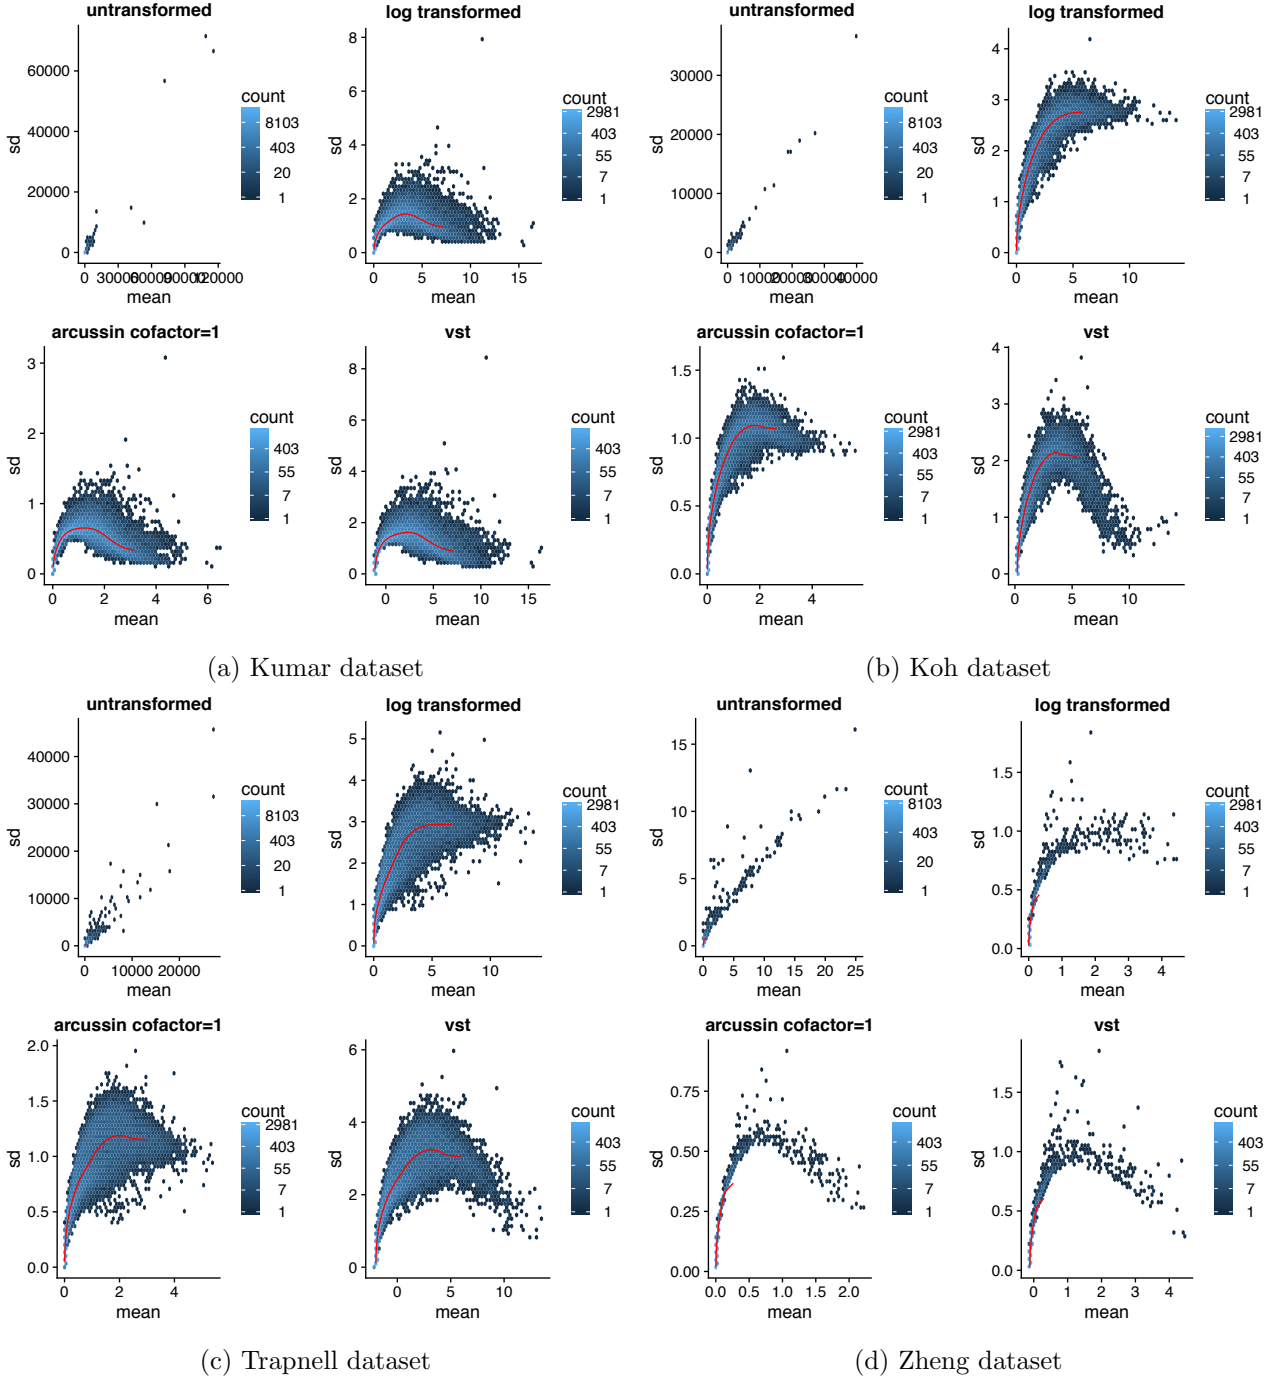 untransformed
sd
60000
40000
20000
0
0 30000 60000 90000 120000
mean
count
8103
403
20
1
log transformed
sd
8
6
4
2
0
0 5 10 15
mean
count
2981
403
55
7
1
arcussin cofactor=1
sd
3
2
1
0
0 2 4 6
mean
count
403
55
7
1
vst
sd
8
6
4
2
0
0 5 10 15
mean
count
403
55
7
1
(a) Kumar dataset
untransformed
sd
30000
20000
10000
0
0 10000 20000 30000 40000
mean
count
8103
403
20
1
log transformed
sd
4
3
2
1
0
0 5 10
mean
count
2981
403
55
7
1
arcussin cofactor=1
sd
1.5
1.0
0.5
0.0
0 2 4
mean
count
2981
403
55
7
1
vst
sd
4
3
2
1
0
0 5 10
mean
count
2981
403
55
7
1
(b) Koh dataset
untransformed
sd
40000
30000
20000
10000
0
0 10000 20000
mean
count
8103
403
20
1
log transformed
sd
5
4
3
2
1
0
0 5 10
mean
count
2981
403
55
7
1
arcussin cofactor=1
sd
2.0
1.5
1.0
0.5
0.0
0 2 4
mean
count
2981
403
55
7
1
vst
sd
6
4
2
0
0 5 10
mean
count
403
55
7
1
(c) Trapnell dataset
untransformed
sd
15
10
5
0
0 5 10 15 20 25
mean
count
8103
403
20
1
log transformed
sd
1.5
1.0
0.5
0.0
0 1 2 3 4
mean
count
2981
403
55
7
1
arcussin cofactor=1
sd
0.75
0.50
0.25
0.00
0.0 0.5 1.0 1.5 2.0
mean
count
403
55
7
1
vst
sd
1.5
1.0
0.5
0.0
0 1 2 3 4
mean
count
403
55
7
1
(d) Zheng dataset